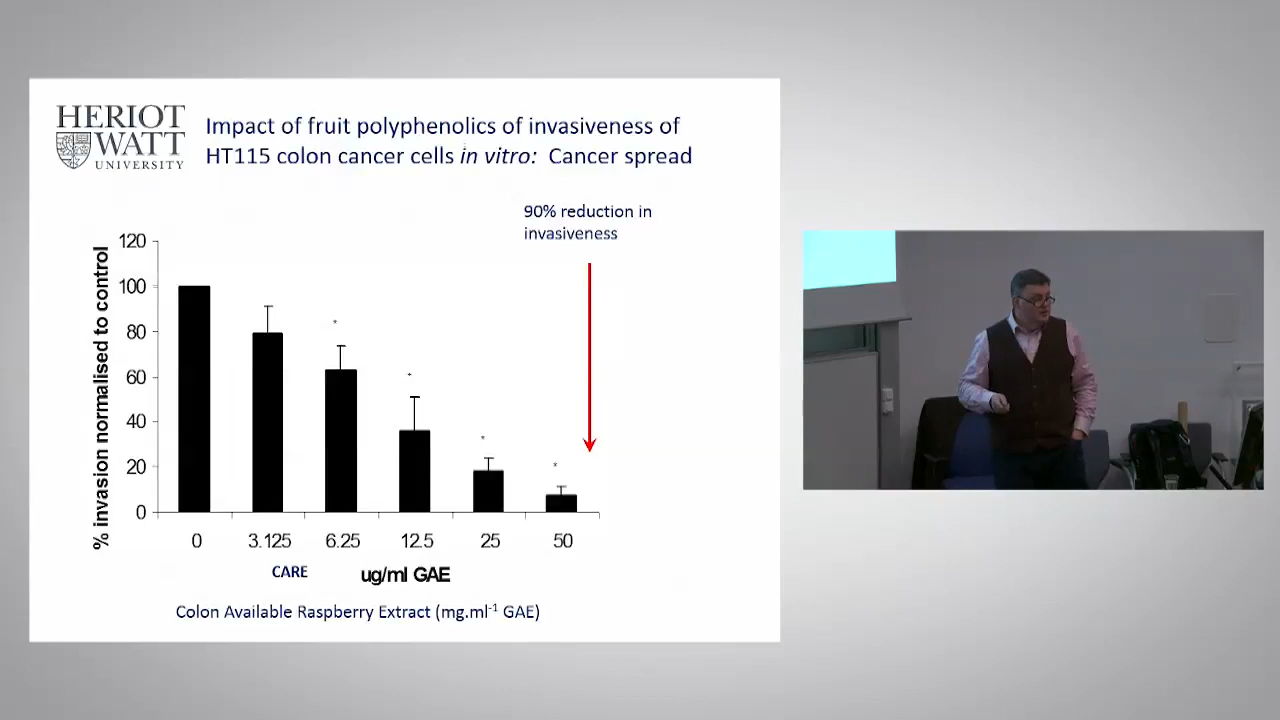 HERIOT
WATT
UNIVERSITY
Impact of fruit polyphenolics of invasiveness of
HT115 colon cancer cells in vitro: Cancer spread
90% reduction in
invasiveness
% invasion normalised to control
120
100
80
60
40
20
0
*
*
*
*
0 3.125 6.25 12.5 25 50
CARE ug/ml GAE
Colon Available Raspberry Extract (mg.ml-1 GAE)